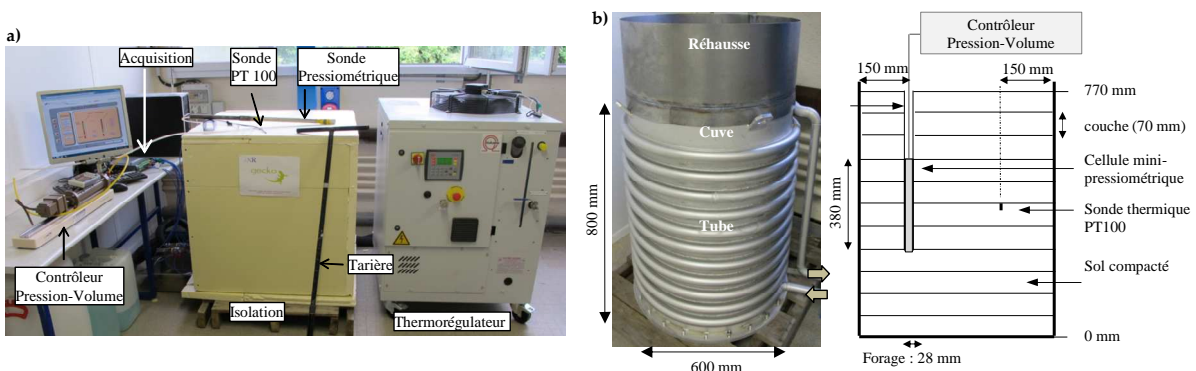 a)
Acquisition
Sonde
PT 100
Sonde
Pressiométrique
gecko
Contrôleur
Pression-Volume
Isolation
Tarière
Thermorégulateur
b)
Réhausse
Cuve
Tube
800 mm
600 mm
Contrôleur
Pression-Volume
150 mm
150 mm
770 mm
couche (70 mm)
Cellule mini-
pressiométrique
380 mm
Sonde thermique
PT100
Sol compacté
0 mm
Forage : 28 mm